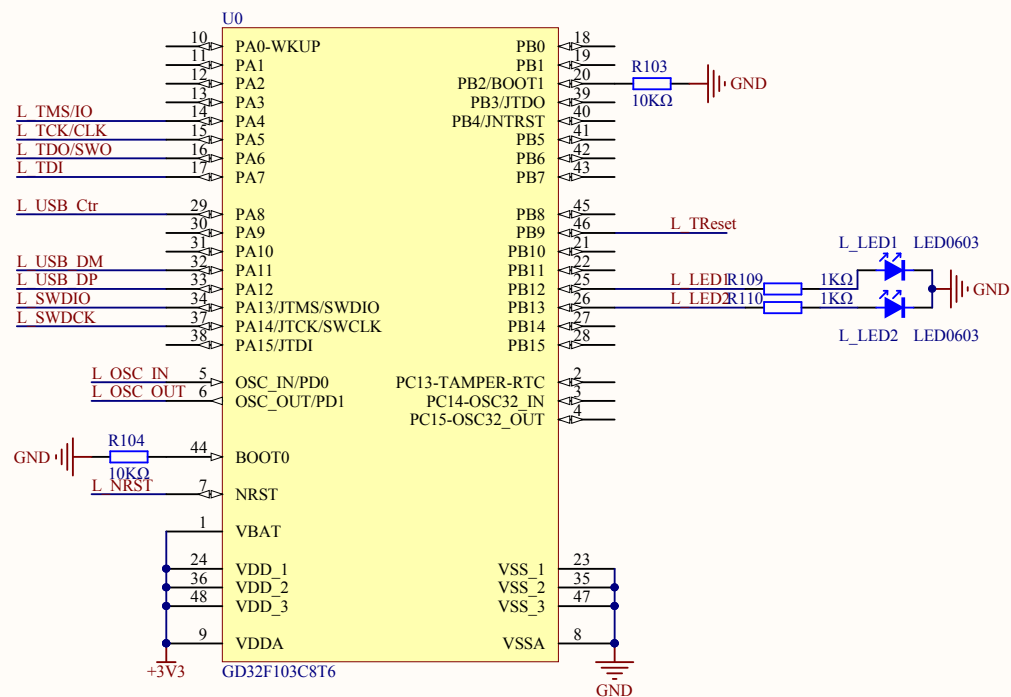 U0
10 PA0-WKUP PB0 18
11 PA1 PB1 19
12 PA2 PB2/BOOT1 20 R103 10KΩ GND
13 PA3 PB3/JTDO 39
L_TMS/IO 14 PA4 PB4/JNTRST 40
L_TCK/CLK 15 PA5 PB5 41
L_TDO/SWO 16 PA6 PB6 42
L_TDI 17 PA7 PB7 43
L_USB_Ctr 29 PA8 PB8 45
30 PA9 PB9 46 L_TReset
31 PA10 PB10 21
L_USB_DM 32 PA11 PB11 22
L_USB_DP 33 PA12 PB12 25 L_LED1 R109 1KΩ L_LED1 LED0603
L_SWDIO 34 PA13/JTMS/SWDIO PB13 26 L_LED2 R110 1KΩ L_LED2 LED0603 GND
L_SWDCK 37 PA14/JTCK/SWCLK PB14 27
38 PA15/JTDI PB15 28
L_OSC_IN 5 OSC_IN/PD0 PC13-TAMPER-RTC 2
L_OSC_OUT 6 OSC_OUT/PD1 PC14-OSC32_IN 3
PC15-OSC32_OUT 4
GND R104 10KΩ 44 BOOT0
L_NRST 7 NRST
1 VBAT
24 VDD_1 VSS_1 23
36 VDD_2 VSS_2 35
48 VDD_3 VSS_3 47
9 VDDA VSSA 8
+3V3 GD32F103C8T6 GND